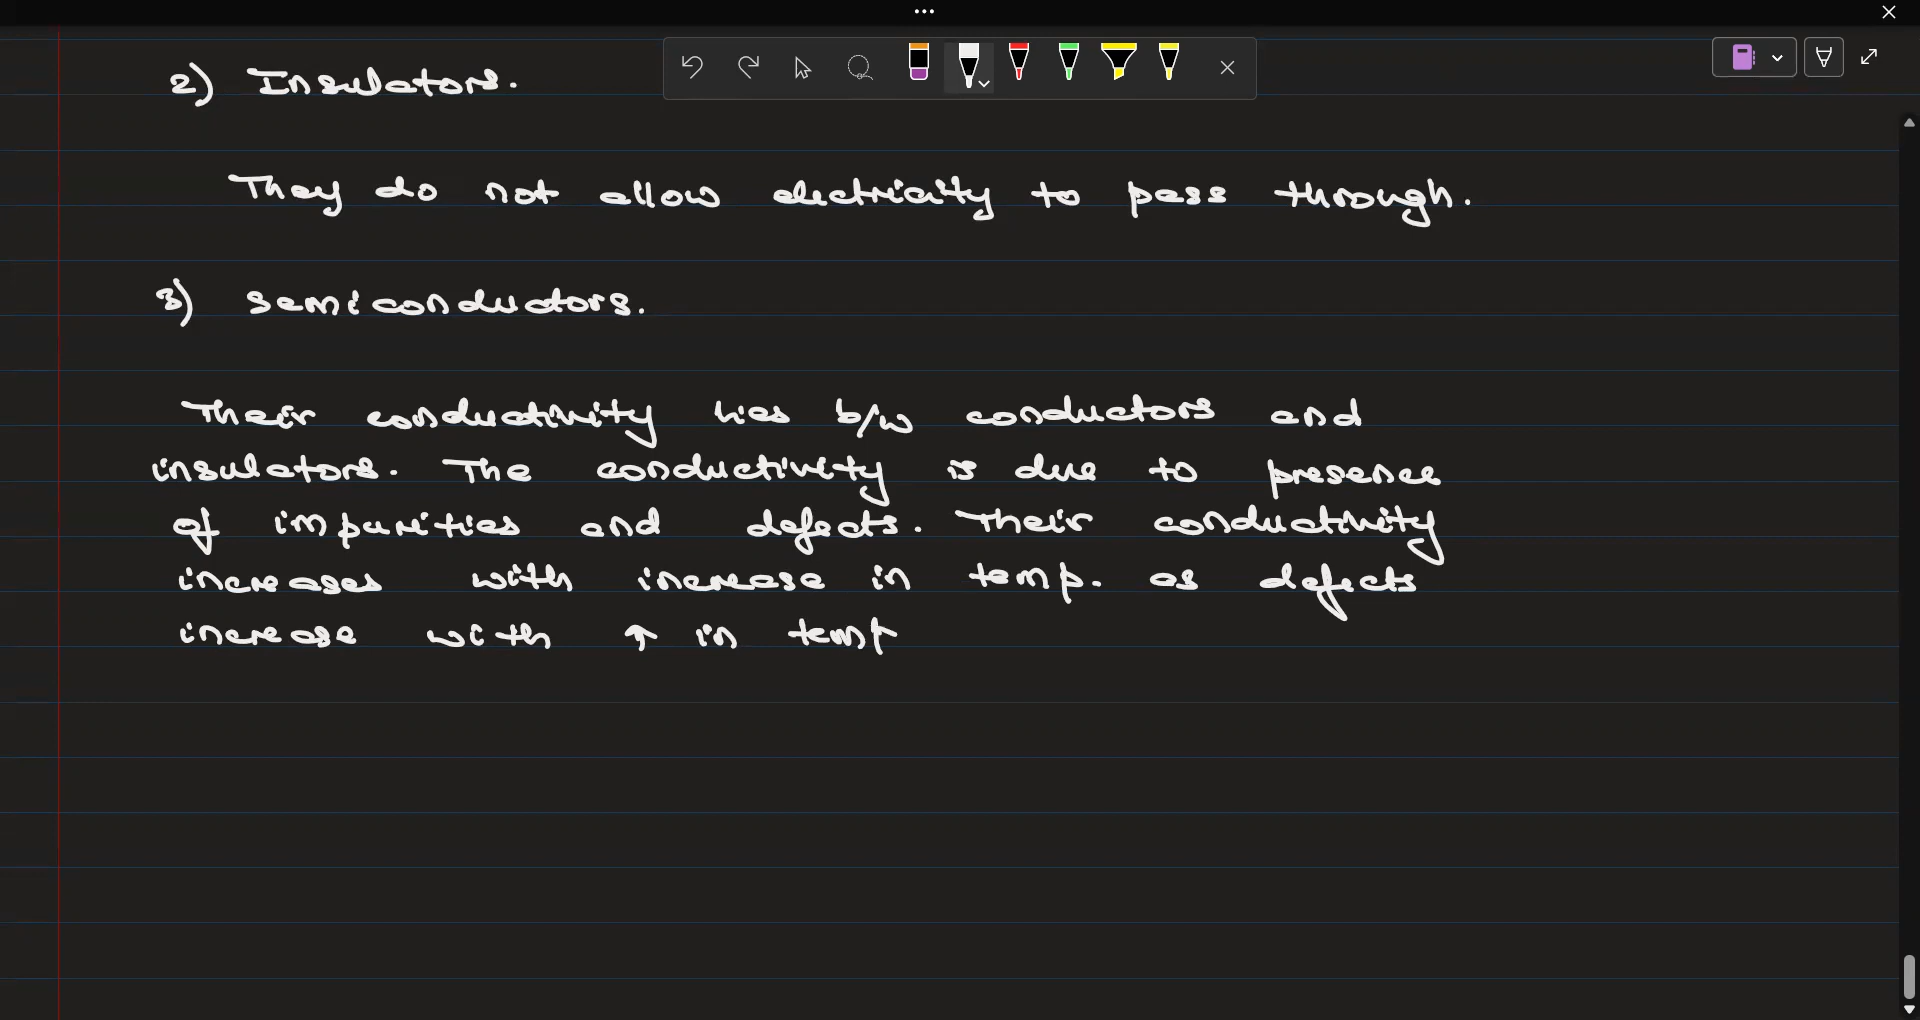 2) Insulators.
They do not allow electricity to pass through.
3) Semiconductors.
Their conductivity lies b/w conductors and
insulators. The conductivity is due to presence
of impurities and defects. Their conductivity
increases with increase in temp. as defects
increase with ↑ in temp